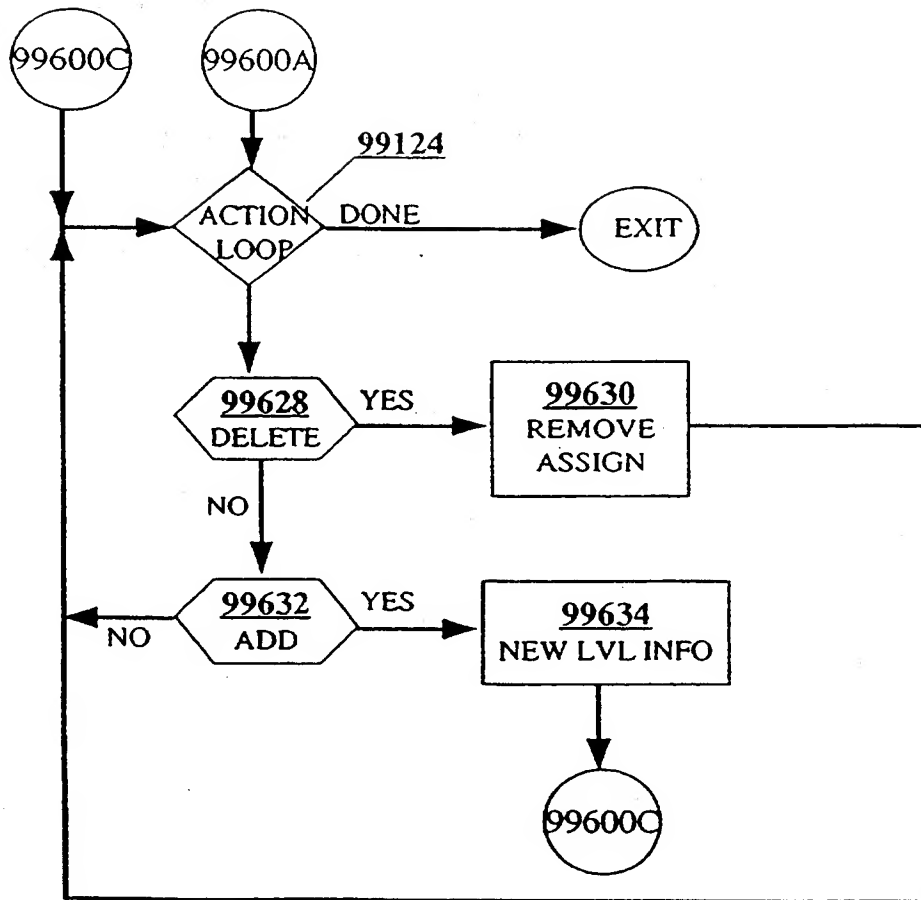 99600C
99600A
99124
ACTION
LOOP
DONE
EXIT
99628
DELETE
YES
99630
REMOVE
ASSIGN
NO
99632
ADD
YES
NO
99634
NEW LVL INFO
99600C